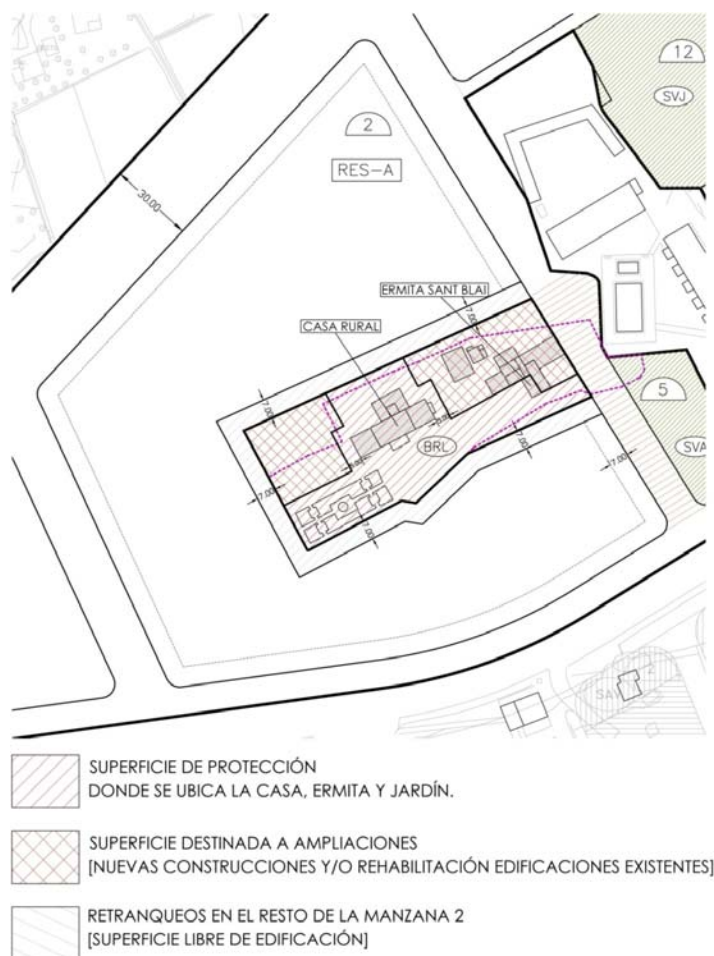 12
SVJ
2
RES-A
30.00
ERMITA SANT BLAI
7.00
CASA RURAL
7.00
5
BRL
SVA
7.00
7.00
7.00
7.00
SUPERFICIE DE PROTECCIÓN
DONDE SE UBICA LA CASA, ERMITA Y JARDÍN.
SUPERFICIE DESTINADA A AMPLIACIONES
[NUEVAS CONSTRUCCIONES Y/O REHABILITACIÓN EDIFICACIONES EXISTENTES]
RETRANQUEOS EN EL RESTO DE LA MANZANA 2
[SUPERFICIE LIBRE DE EDIFICACIÓN]